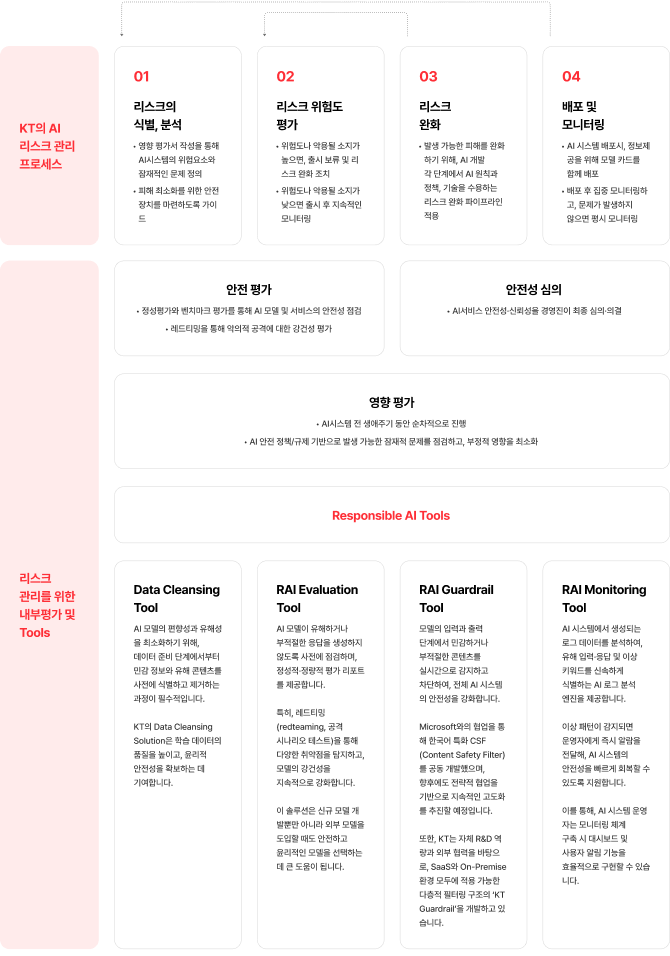 KT의 AI
리스크 관리
프로세스
01
리스크의
식별, 분석
• 영향 평가서 작성을 통해
AI시스템의 위험요소와
잠재적인 문제 정의
• 피해 최소화를 위한 안전
장치를 마련하도록 가이
드
02
리스크 위험도
평가
• 위험도나 악용될 소지가
높으면, 출시 보류 및 리
스크 완화 조치
• 위험도나 악용될 소지가
낮으면 출시 후 지속적인
모니터링
03
리스크
완화
• 발생 가능한 피해를 완화
하기 위해, AI 개발
각 단계에서 AI 원칙과
정책, 기술을 수용하는
리스크 완화 파이프라인
적용
04
배포 및
모니터링
• AI 시스템 배포시, 정보제
공을 위해 모델 카드를
함께 배포
• 배포 후 집중 모니터링하
고, 문제가 발생하지
않으면 평시 모니터링
리스크
관리를 위한
내부평가 및
Tools
안전 평가
• 정성평가와 벤치마크 평가를 통해 AI 모델 및 서비스의 안전성 점검
• 레드티밍을 통해 악의적 공격에 대한 강건성 평가
안전성 심의
• AI서비스 안전성·신뢰성을 경영진이 최종 심의·의결
영향 평가
• AI시스템 전 생애주기 동안 순차적으로 진행
• AI 안전 정책/규제 기반으로 발생 가능한 잠재적 문제를 점검하고, 부정적 영향을 최소화
Responsible AI Tools
Data Cleansing
Tool
AI 모델의 편향성과 유해성
을 최소화하기 위해,
데이터 준비 단계에서부터
민감 정보와 유해 콘텐츠를
사전에 식별하고 제거하는
과정이 필수적입니다.
KT의 Data Cleansing
Solution은 학습 데이터의
품질을 높이고, 윤리적
안전성을 확보하는 데
기여합니다.
RAI Evaluation
Tool
AI 모델이 유해하거나
부적절한 응답을 생성하지
않도록 사전에 점검하며,
정성적·정량적 평가 리포트
를 제공합니다.
특히, 레드티밍
(redteaming, 공격
시나리오 테스트)을 통해
다양한 취약점을 탐지하고,
모델의 강건성을
지속적으로 강화합니다.
이 솔루션은 신규 모델 개
발뿐만 아니라 외부 모델을
도입할 때도 안전하고
윤리적인 모델을 선택하는
데 큰 도움이 됩니다.
RAI Guardrail
Tool
모델의 입력과 출력
단계에서 민감하거나
부적절한 콘텐츠를
실시간으로 감지하고
차단하여, 전체 AI 시스템
의 안전성을 강화합니다.
Microsoft와의 협업을 통
해 한국어 특화 CSF
(Content Safety Filter)
를 공동 개발했으며,
향후에도 전략적 협업을
기반으로 지속적인 고도화
를 추진할 예정입니다.
또한, KT는 자체 R&D 역
량과 외부 협력을 바탕으
로, SaaS와 On-Premise
환경 모두에 적용 가능한
다층적 필터링 구조의 'KT
Guardrail'을 개발하고 있
습니다.
RAI Monitoring
Tool
AI 시스템에서 생성되는
로그 데이터를 분석하여,
유해 입력·응답 및 이상
키워드를 신속하게
식별하는 AI 로그 분석
엔진을 제공합니다.
이상 패턴이 감지되면
운영자에게 즉시 알람을
전달해, AI 시스템의
안전성을 빠르게 회복할 수
있도록 지원합니다.
이를 통해, AI 시스템 운영
자는 모니터링 체계
구축 시 대시보드 및
사용자 알림 기능을
효율적으로 구현할 수 있습
니다.